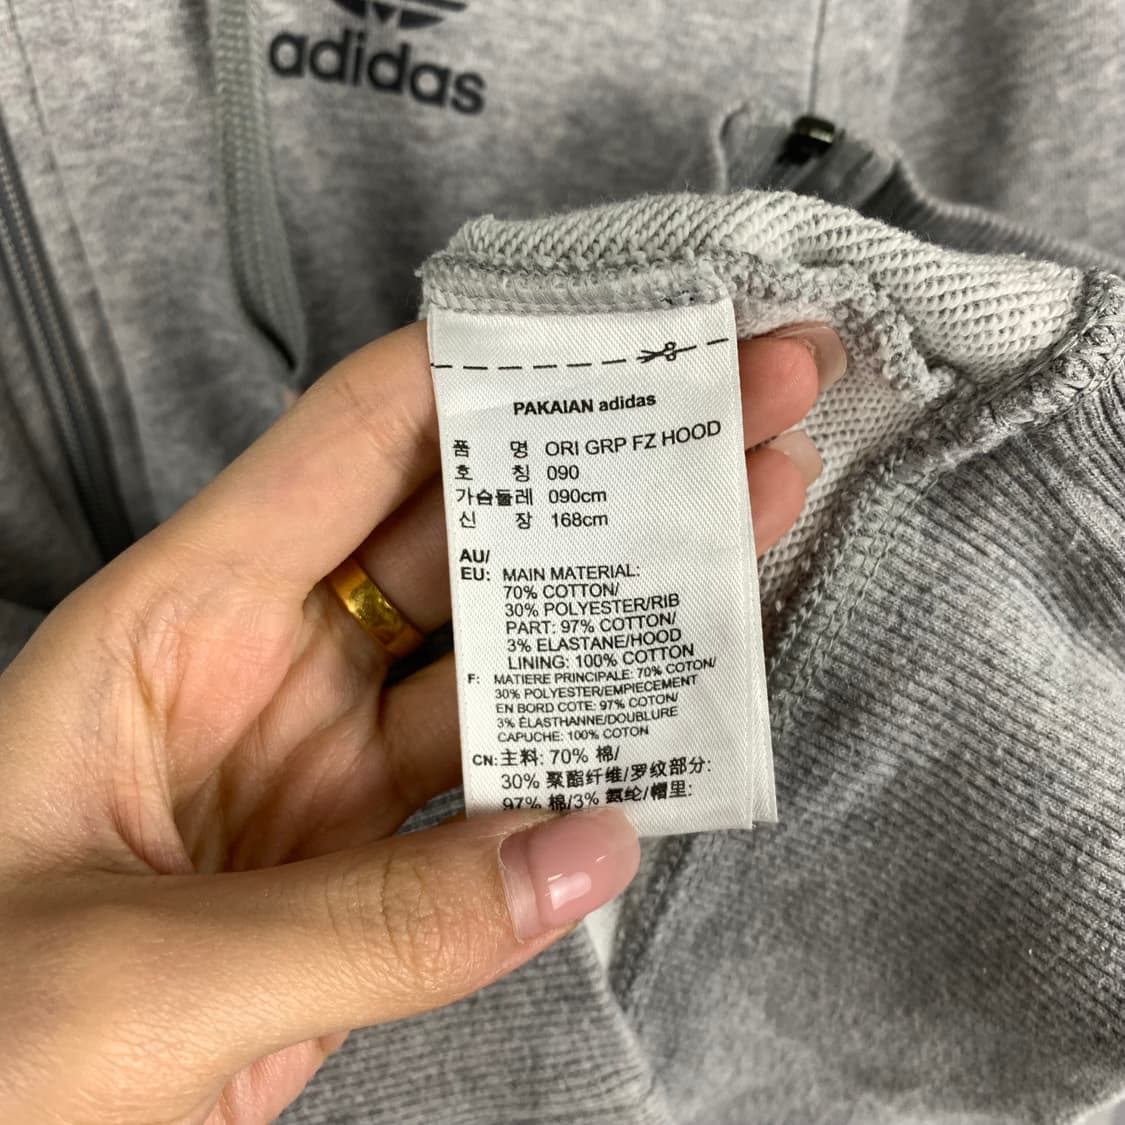 adidas
PAKAIAN adidas
품 명 ORI GRP FZ HOOD
호 칭 090
가슴둘레 090cm
신 장 168cm
AU/
EU: MAIN MATERIAL:
70% COTTON/
30% POLYESTER/RIB
PART: 97% COTTON/
3% ELASTANE/HOOD
LINING: 100% COTTON
F: MATIERE PRINCIPALE: 70% COTON/
30% POLYESTER/EMPIECEMENT
EN BORD COTE: 97% COTON/
3% ÉLASTHANNE/DOUBLURE
CAPUCHE: 100% COTON
CN: 主料: 70% 棉/
30% 聚酯纤维/罗纹部分:
97% 棉/3% 氨纶/帽里: